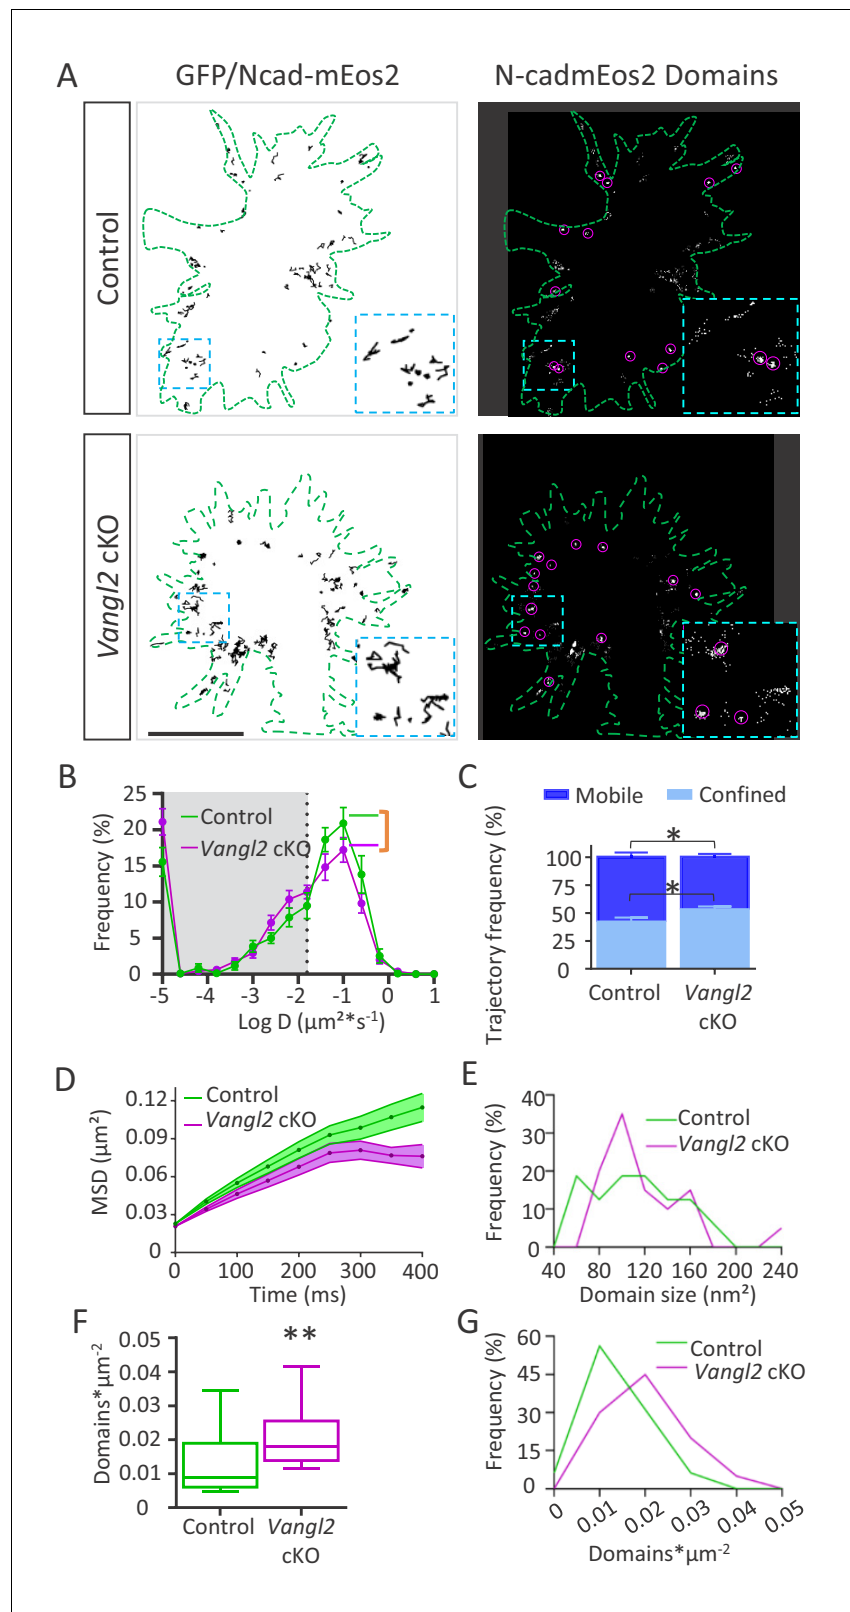 A
GFP/Ncad-mEos2
N-cadmEos2 Domains
Control
Vangl2 cKO
B
Frequency (%)
25
20
15
10
5
0
Control
Vangl2 cKO
-5 -4 -3 -2 -1 0 1
Log D (µm²*s⁻¹)
C
Mobile Confined
Trajectory frequency (%)
100
75
50
25
0
*
*
Control Vangl2
cKO
D
MSD (µm²)
0.12
0.09
0.06
0.03
0
Control
Vangl2 cKO
0 100 200 300 400
Time (ms)
E
Frequency (%)
40
30
20
10
0
Control
Vangl2 cKO
40 80 120 160 200 240
Domain size (nm²)
F
Domains*µm⁻²
0.05
0.04
0.03
0.02
0.01
0
**
Control Vangl2
cKO
G
Frequency (%)
60
45
30
15
0
Control
Vangl2 cKO
0 0.01 0.02 0.03 0.04 0.05
Domains*µm⁻²